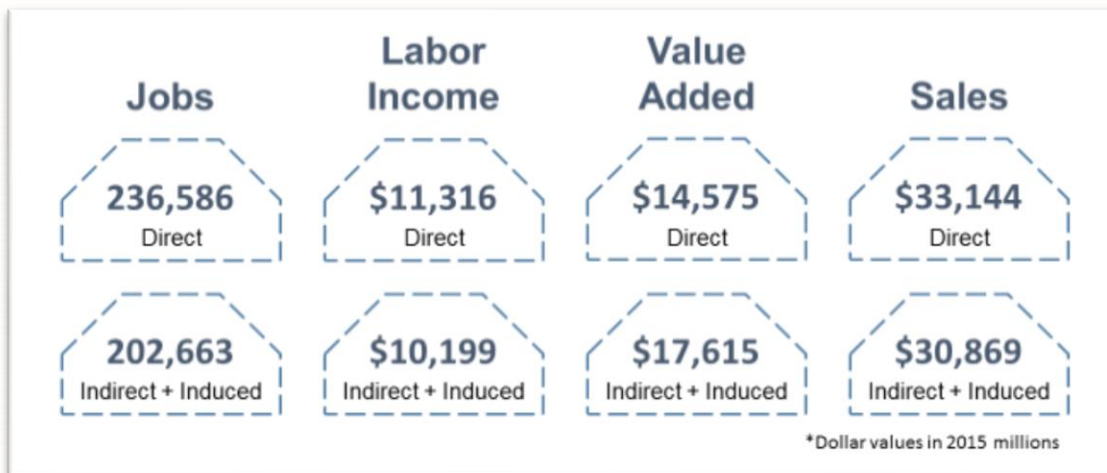 Jobs
Labor
Income
Value
Added
Sales
236,586
Direct
$11,316
Direct
$14,575
Direct
$33,144
Direct
202,663
Indirect + Induced
$10,199
Indirect + Induced
$17,615
Indirect + Induced
$30,869
Indirect + Induced
*Dollar values in 2015 millions